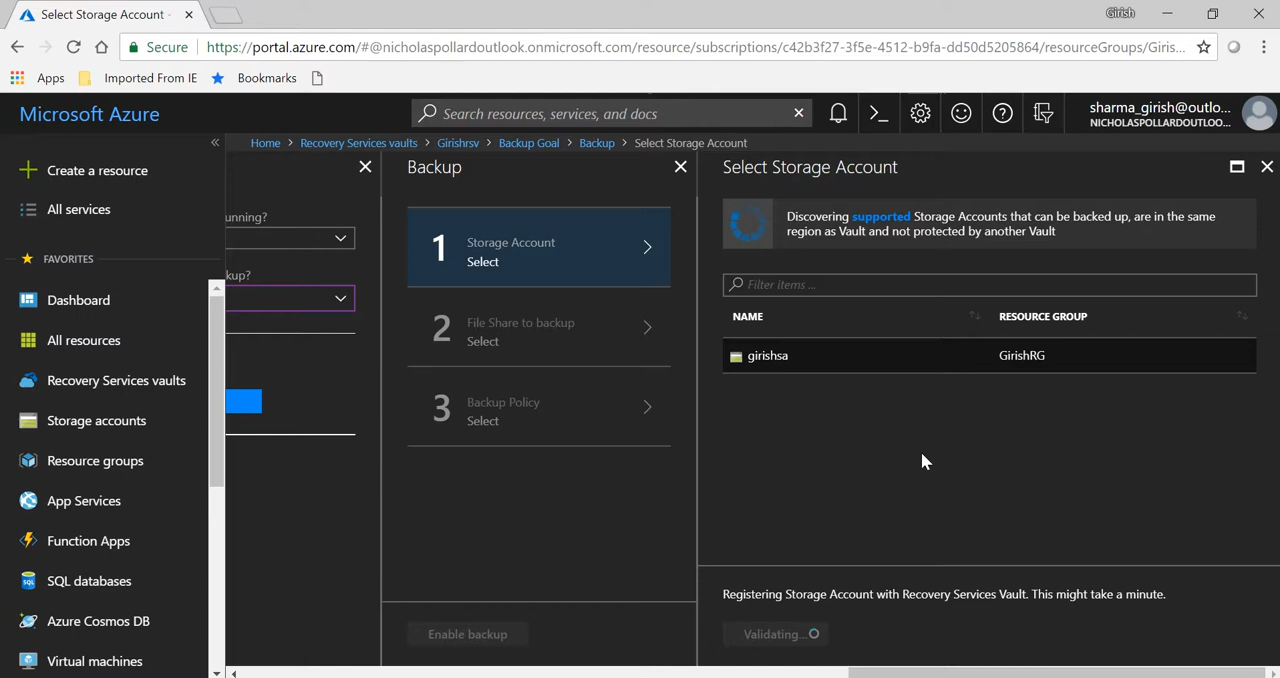 Select Storage Account -
Girish
Secure
https://portal.azure.com/#@nicholaspollardoutlook.onmicrosoft.com/resource/subscriptions/c42b3f27-3f5e-4512-b9fa-dd50d5205864/resourceGroups/Giris...
Apps
Imported From IE
Bookmarks
Microsoft Azure
Search resources, services, and docs
sharma_girish@outlo...
NICHOLASPOLLARDOUTLOOK...
Home > Recovery Services vaults > Girishrsv > Backup Goal > Backup > Select Storage Account
Create a resource
All services
FAVORITES
Dashboard
All resources
Recovery Services vaults
Storage accounts
Resource groups
App Services
Function Apps
SQL databases
Azure Cosmos DB
Virtual machines
unning?
kup?
Backup
1 Storage Account
Select
2 File Share to backup
Select
3 Backup Policy
Select
Enable backup
Select Storage Account
Discovering supported Storage Accounts that can be backed up, are in the same
region as Vault and not protected by another Vault
Filter items ...
NAME
RESOURCE GROUP
girishsa
GirishRG
Registering Storage Account with Recovery Services Vault. This might take a minute.
Validating...